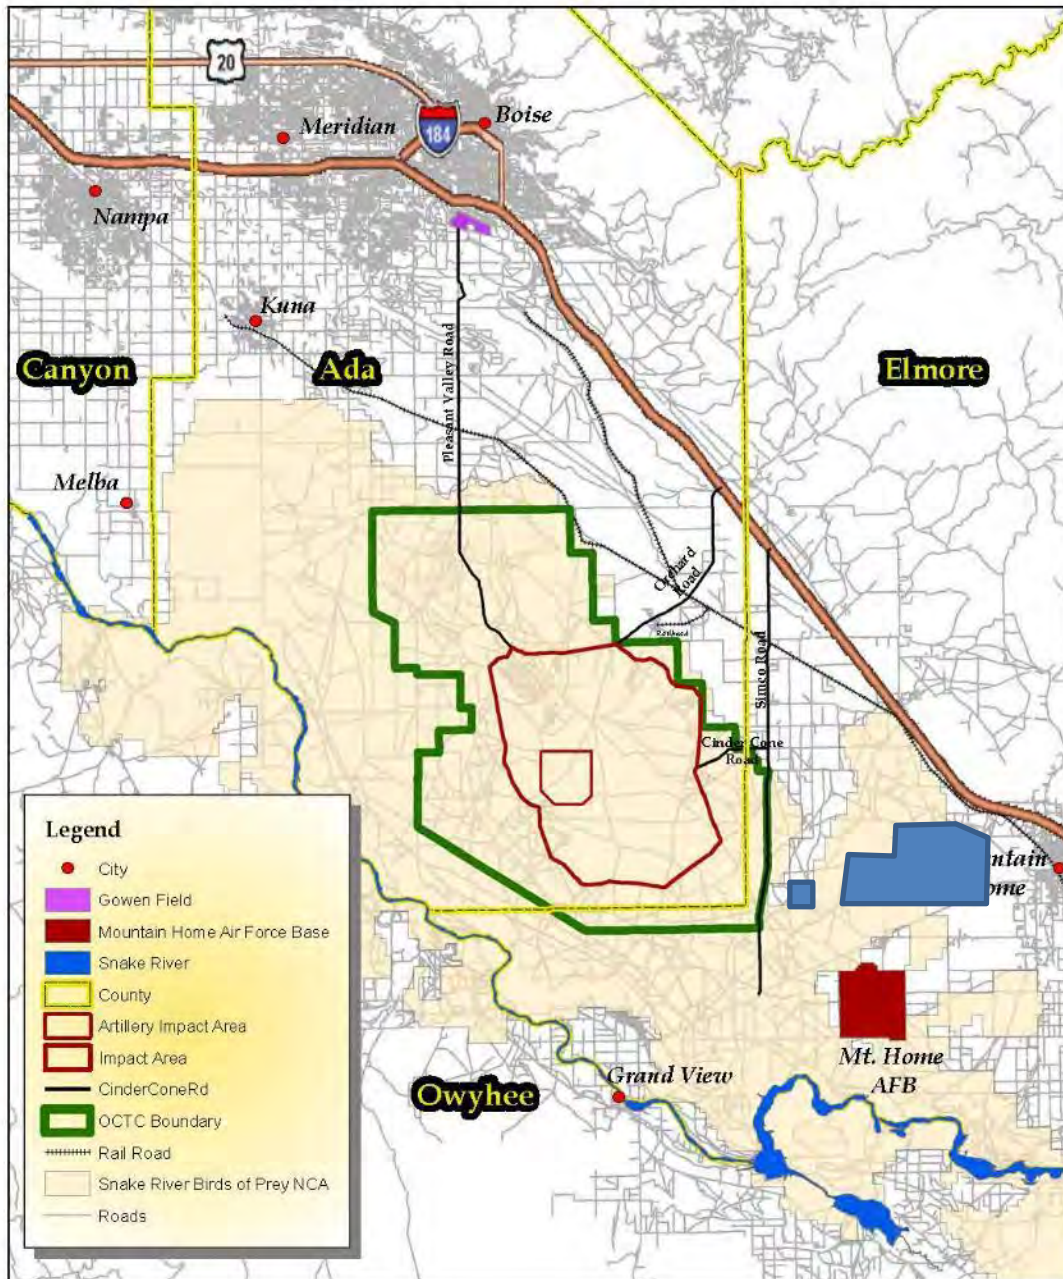 20
184
Boise
Meridian
Nampa
Kuna
Canyon
Ada
Elmore
Pleasant Valley Road
Melba
Orchard
Road
Railhead
Simco Road
Cinder Cone
Road
ntain
ome
Legend
City
Gowen Field
Mountain Home Air Force Base
Snake River
County
Artillery Impact Area
Impact Area
CinderConeRd
OCTC Boundary
Rail Road
Snake River Birds of Prey NCA
Roads
Mt. Home
AFB
Grand View
Owyhee